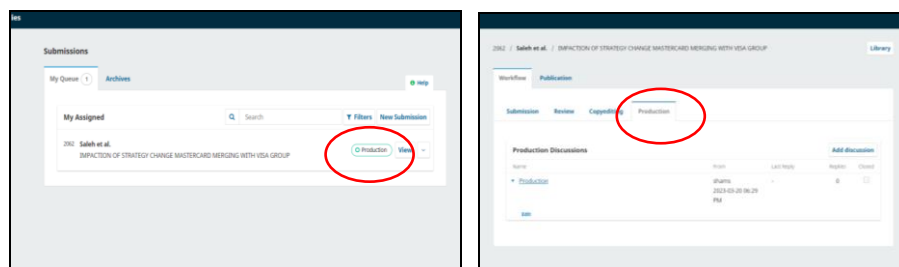 les
Submissions
My Queue 1 Archives
Help
My Assigned Search Filters New Submission
2062 Saleh et al. Production View
IMPACTION OF STRATEGY CHANGE MASTERCARD MERGING WITH VISA GROUP
2062 / Saleh et al. / IMPACTION OF STRATEGY CHANGE MASTERCARD MERGING WITH VISA GROUP Library
Workflow Publication
Submission Review Copyediting Production
Production Discussions Add discussion
Name From Last Reply Replies Closed
Production shams - 0
2023-03-20 06:29
PM